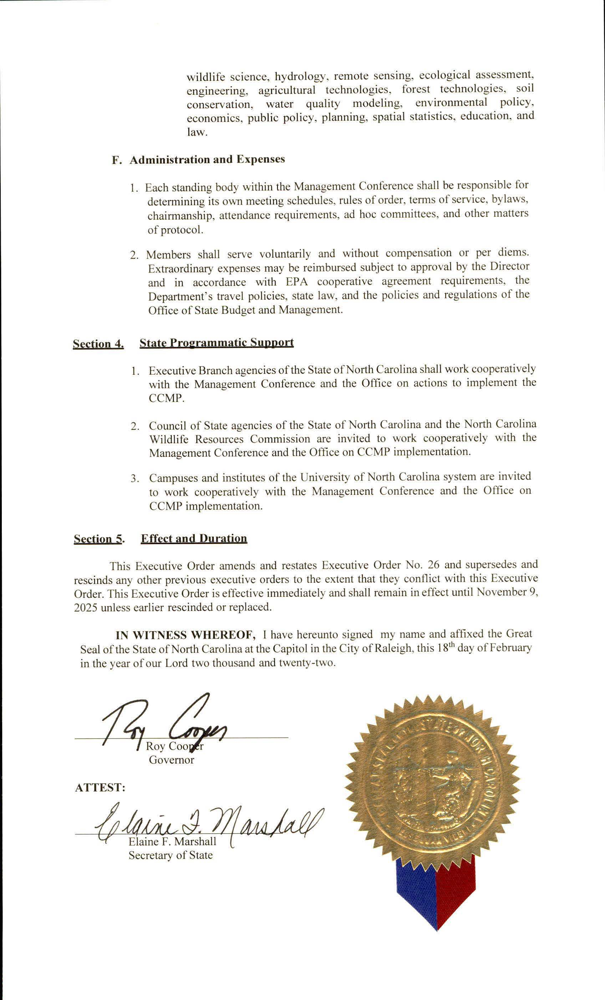 wildlife science, hydrology, remote sensing, ecological assessment,
engineering, agricultural technologies, forest technologies, soil
conservation, water quality modeling, environmental policy,
economics, public policy, planning, spatial statistics, education, and
law.
F. Administration and Expenses
1. Each standing body within the Management Conference shall be responsible for
determining its own meeting schedules, rules of order, terms of service, bylaws,
chairmanship, attendance requirements, ad hoc committees, and other matters
of protocol.
2. Members shall serve voluntarily and without compensation or per diems.
Extraordinary expenses may be reimbursed subject to approval by the Director
and in accordance with EPA cooperative agreement requirements, the
Department's travel policies, state law, and the policies and regulations of the
Office of State Budget and Management.
Section 4. State Programmatic Support
1. Executive Branch agencies of the State of North Carolina shall work cooperatively
with the Management Conference and the Office on actions to implement the
CCMP.
2. Council of State agencies of the State of North Carolina and the North Carolina
Wildlife Resources Commission are invited to work cooperatively with the
Management Conference and the Office on CCMP implementation.
3. Campuses and institutes of the University of North Carolina system are invited
to work cooperatively with the Management Conference and the Office on
CCMP implementation.
Section 5. Effect and Duration
This Executive Order amends and restates Executive Order No. 26 and supersedes and
rescinds any other previous executive orders to the extent that they conflict with this Executive
Order. This Executive Order is effective immediately and shall remain in effect until November 9,
2025 unless earlier rescinded or replaced.
IN WITNESS WHEREOF, I have hereunto signed my name and affixed the Great
Seal of the State of North Carolina at the Capitol in the City of Raleigh, this 18th day of February
in the year of our Lord two thousand and twenty-two.
Roy Cooper
Roy Cooper
Governor
ATTEST:
Elaine F. Marshall
Elaine F. Marshall
Secretary of State
STATE OF NORTH CAROLINA